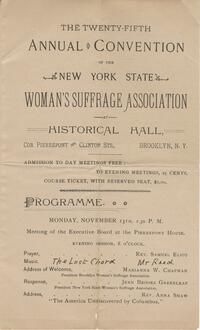 THE TWENTY-FIFTH
ANNUAL CONVENTION
OF THE
NEW YORK STATE
WOMAN'S SUFFRAGE ASSOCIATION
AT
HISTORICAL HALL,
COR PIERREPONT AND CLINTON STS., BROOKLYN, N. Y.
ADMISSION TO DAY MEETINGS FREE;
TO EVENING MEETINGS, 25 CENTS.
COURSE TICKET, WITH RESERVED SEAT, $1.00.
PROGRAMME.
MONDAY, NOVEMBER 13TH, 2.30 P. M.
Meeting of the Executive Board at the PIERREPONT HOUSE.
EVENING SESSION, 8 O'CLOCK.
Prayer, REV. SAMUEL ELIOT
Music. The Lost Chord Mr Reed
Address of Welcome, MARIANNA W. CHAPMAN
President Brooklyn Woman's Suffrage Association.
Response, JEAN BROOKS GREENLEAF
President New York State Woman's Suffrage Association.
Address, REV. ANNA SHAW
"The America Undiscovered by Columbus."